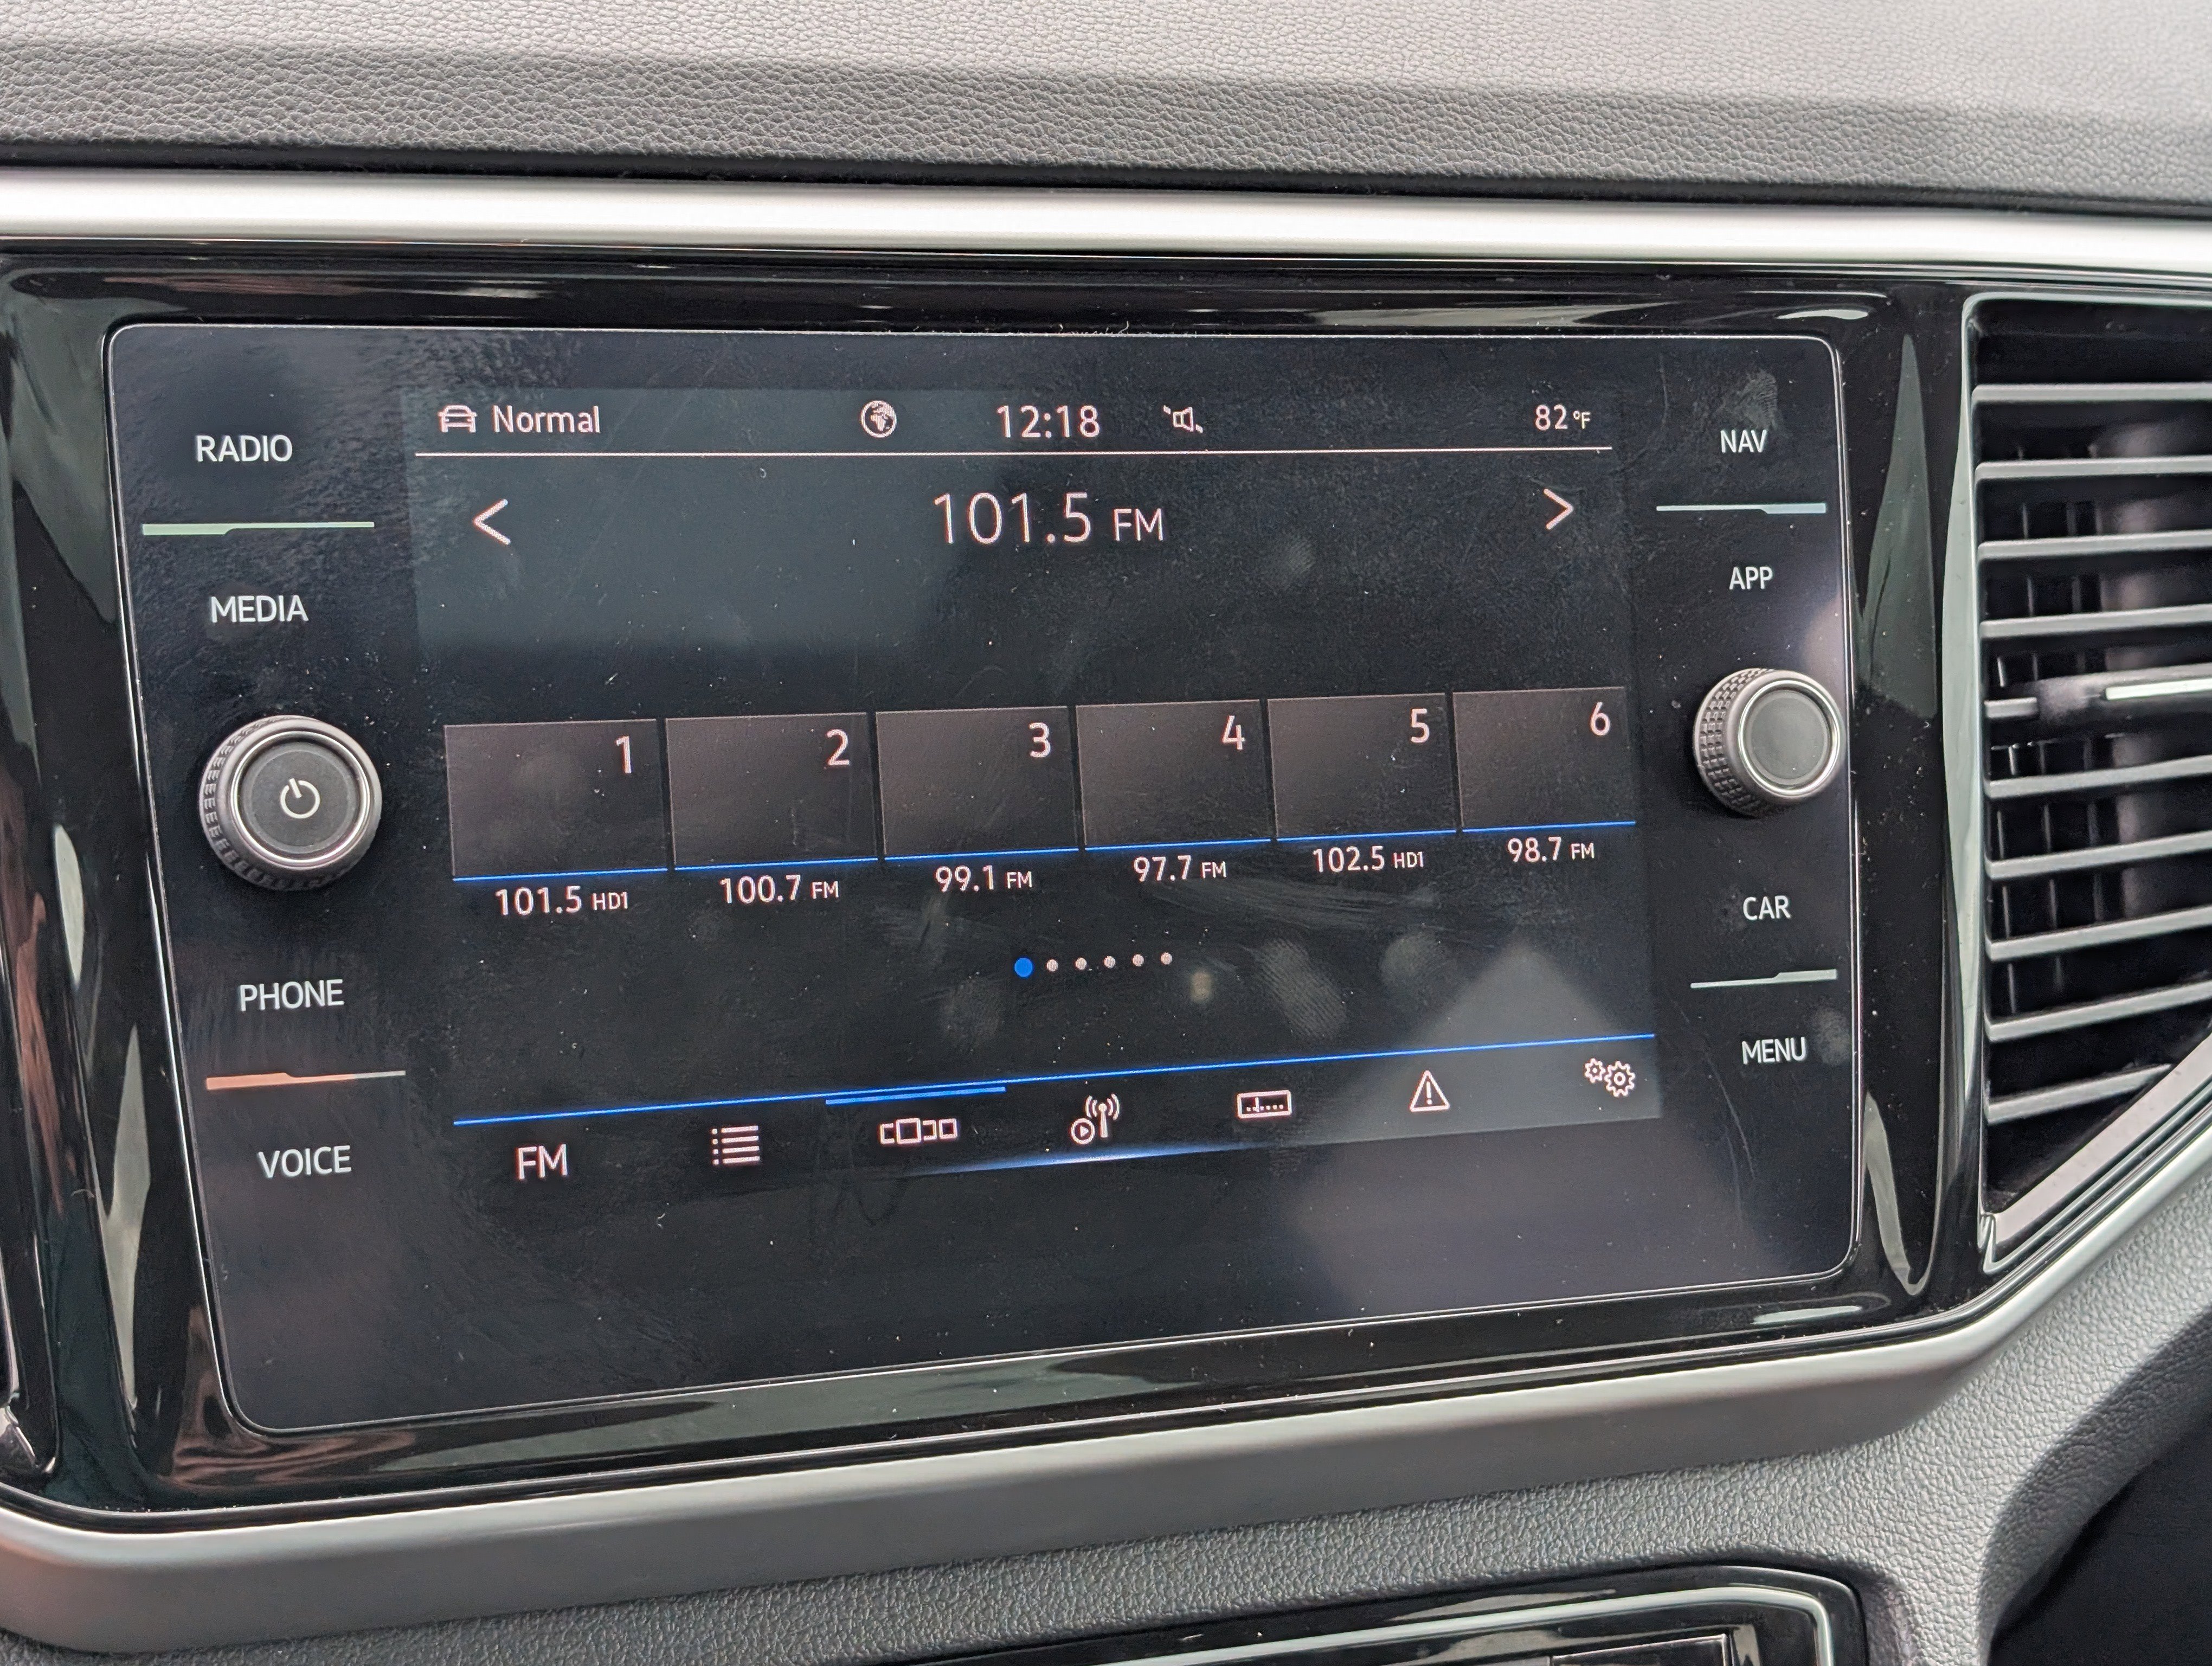 Normal 12:18 82 °F
RADIO
NAV
< 101.5 FM >
MEDIA
APP
1 2 3 4 5 6
101.5 HD1 100.7 FM 99.1 FM 97.7 FM 102.5 HD1 98.7 FM
PHONE
CAR
VOICE
MENU
FM